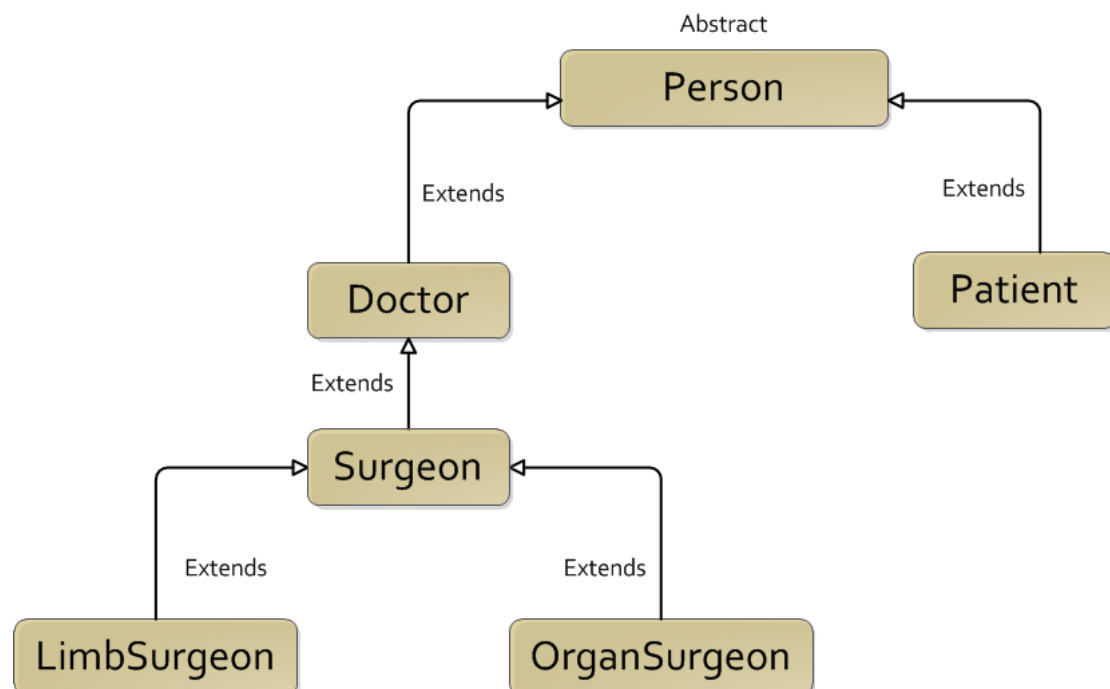 Abstract
Person
Extends
Extends
Doctor
Patient
Extends
Surgeon
Extends
Extends
LimbSurgeon
OrganSurgeon